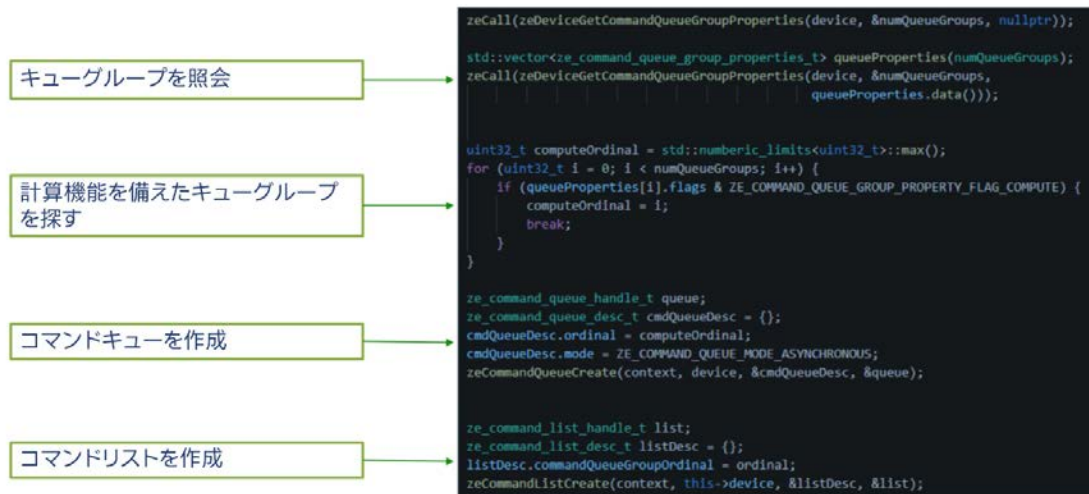 キューグループを照会
計算機能を備えたキューグループ
を探す
コマンドキューを作成
コマンドリストを作成
zeCall(zeDeviceGetCommandQueueGroupProperties(device, &numQueueGroups, nullptr));
std::vector<ze_command_queue_group_properties_t> queueProperties(numQueueGroups);
zeCall(zeDeviceGetCommandQueueGroupProperties(device, &numQueueGroups,
queueProperties.data()));
uint32_t computeOrdinal = std::numberic_limits<uint32_t>::max();
for (uint32_t i = 0; i < numQueueGroups; i++) {
if (queueProperties[i].flags & ZE_COMMAND_QUEUE_GROUP_PROPERTY_FLAG_COMPUTE) {
computeOrdinal = i;
break;
}
}
ze_command_queue_handle_t queue;
ze_command_queue_desc_t cmdQueueDesc = {};
cmdQueueDesc.ordinal = computeOrdinal;
cmdQueueDesc.mode = ZE_COMMAND_QUEUE_MODE_ASYNCHRONOUS;
zeCommandQueueCreate(context, device, &cmdQueueDesc, &queue);
ze_command_list_handle_t list;
ze_command_list_desc_t listDesc = {};
listDesc.commandQueueGroupOrdinal = ordinal;
zeCommandListCreate(context, this->device, &listDesc, &list);